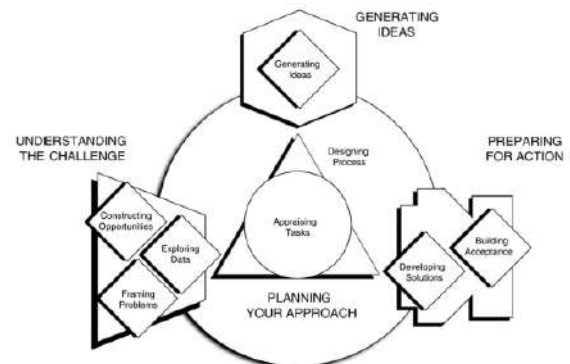 GENERATING
IDEAS
Generating
Ideas
UNDERSTANDING
THE CHALLENGE
Constructing
Opportunities
Exploring
Data
Framing
Problems
Designing
Process
Appraising
Tasks
PLANNING
YOUR APPROACH
PREPARING
FOR ACTION
Building
Acceptance
Developing
Solutions